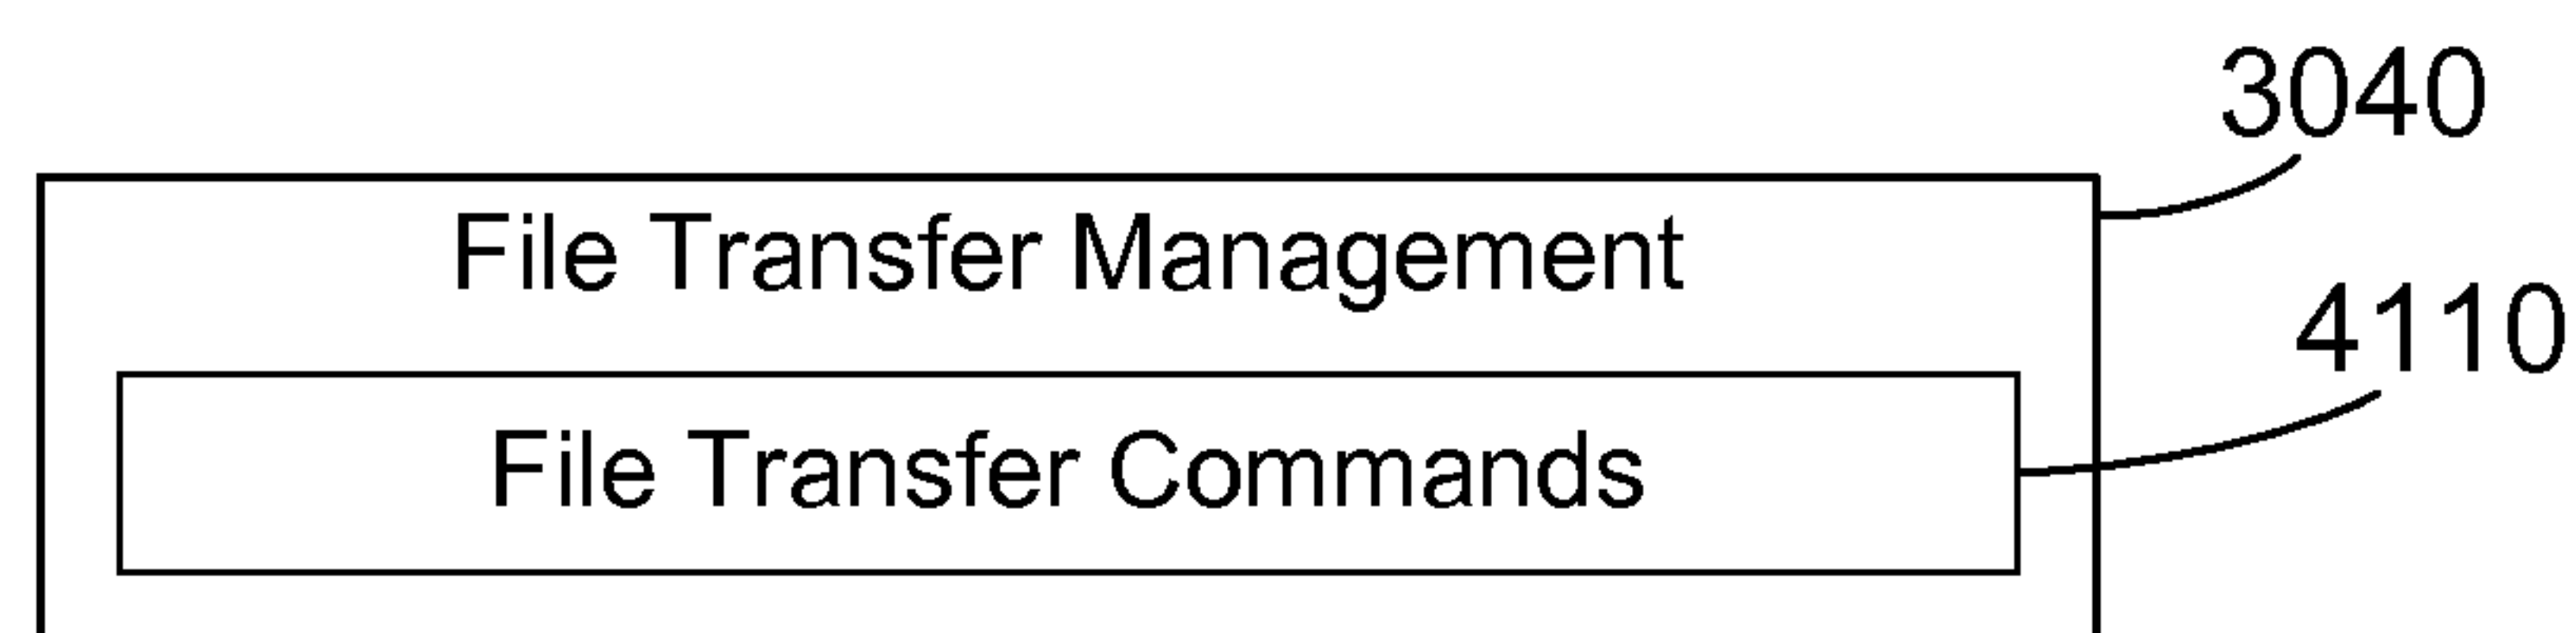 3040
File Transfer Management
4110
File Transfer Commands